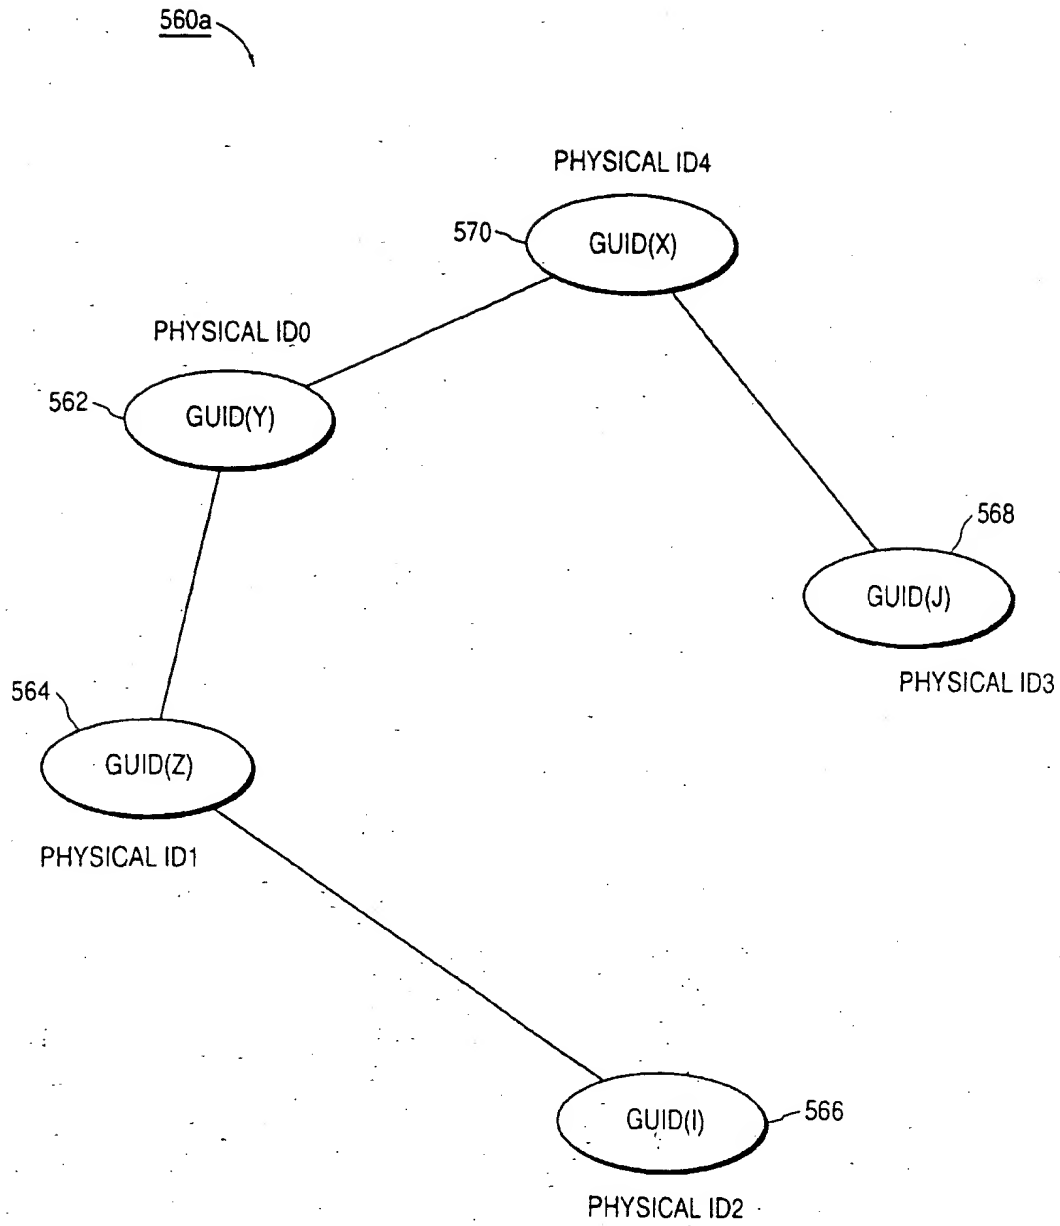 560a
PHYSICAL ID4
570
GUID(X)
PHYSICAL ID0
562
GUID(Y)
568
GUID(J)
PHYSICAL ID3
564
GUID(Z)
PHYSICAL ID1
GUID(I)
566
PHYSICAL ID2